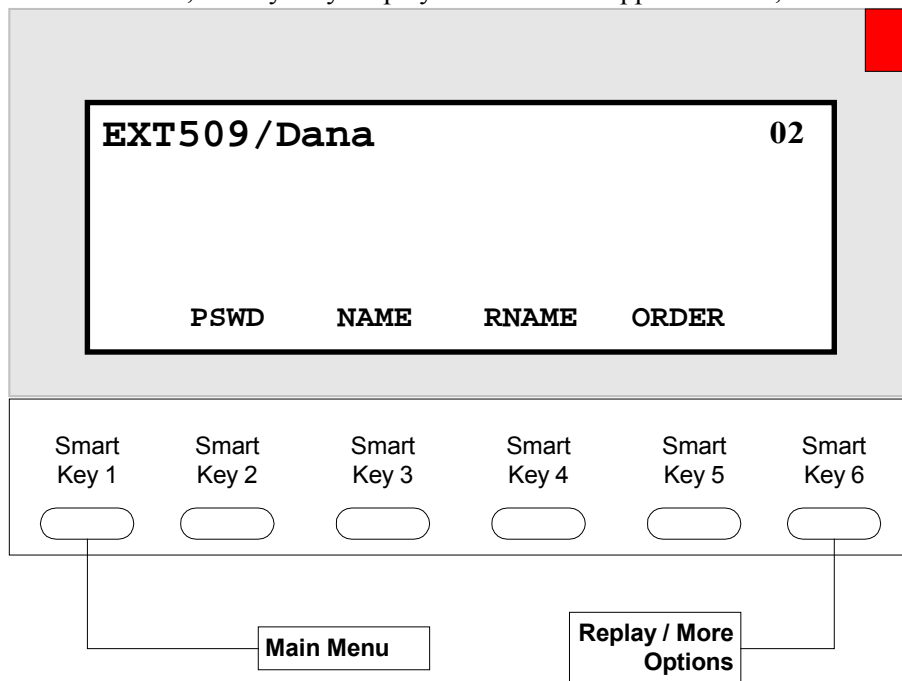 EXT509/Dana 02
PSWD NAME RNAME ORDER
Smart Key 1 Smart Key 2 Smart Key 3 Smart Key 4 Smart Key 5 Smart Key 6
Main Menu
Replay / More
Options